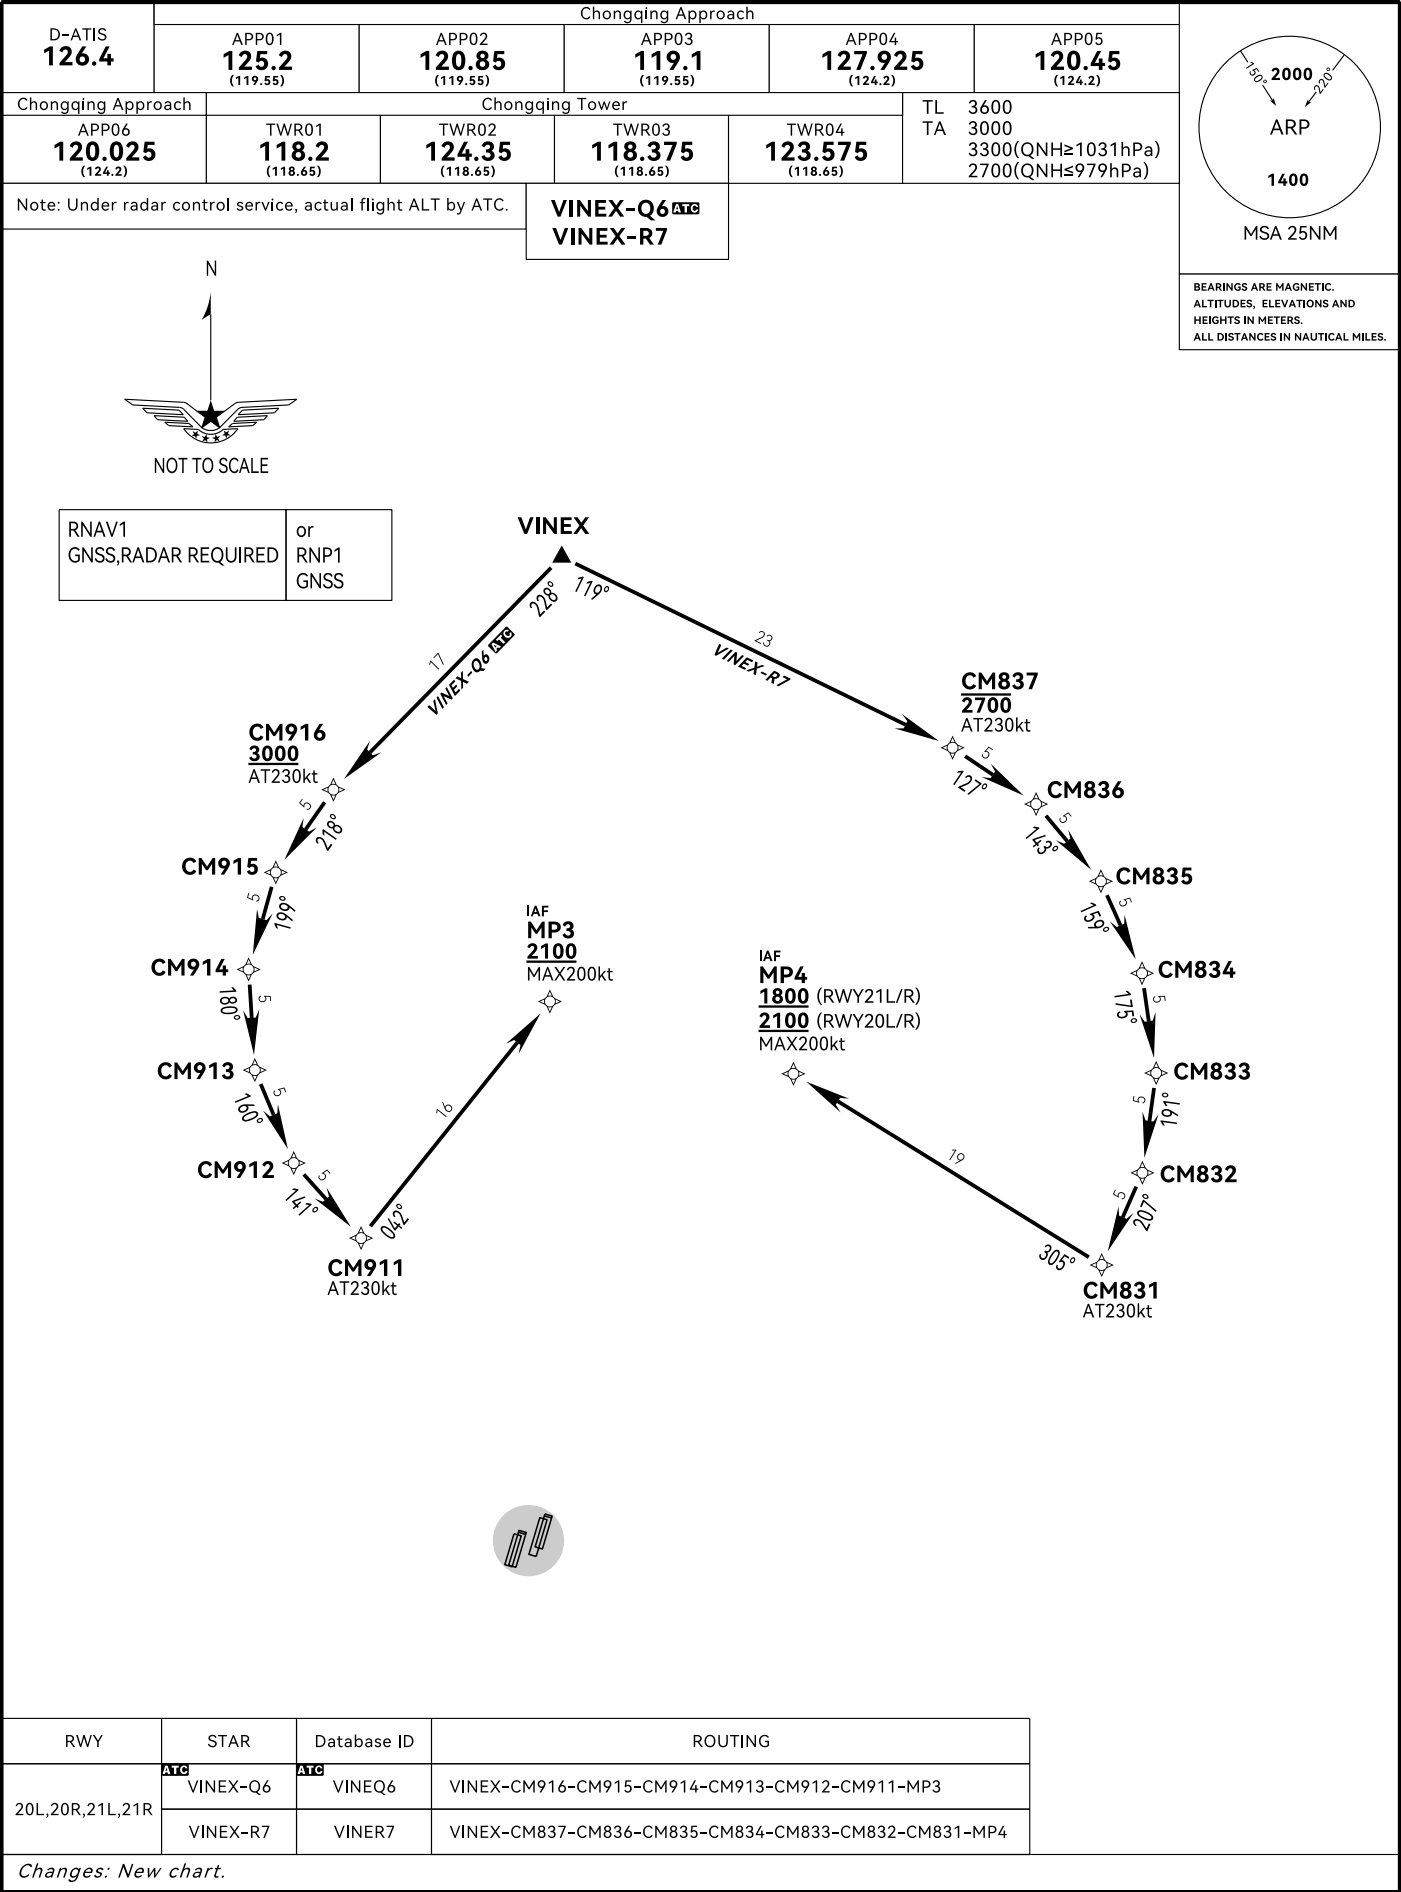 Chongqing Approach
D-ATIS
126.4
APP01
125.2
(119.55)
APP02
120.85
(119.55)
APP03
119.1
(119.55)
APP04
127.925
(124.2)
APP05
120.45
(124.2)
Chongqing Approach
APP06
120.025
(124.2)
Chongqing Tower
TWR01
118.2
(118.65)
TWR02
124.35
(118.65)
TWR03
118.375
(118.65)
TWR04
123.575
(118.65)
TL 3600
TA 3000
3300(QNH≥1031hPa)
2700(QNH≤979hPa)
150°
2000
220°
ARP
1400
MSA 25NM
Note: Under radar control service, actual flight ALT by ATC.
VINEX-Q6 ATC
VINEX-R7
BEARINGS ARE MAGNETIC.
ALTITUDES, ELEVATIONS AND
HEIGHTS IN METERS.
ALL DISTANCES IN NAUTICAL MILES.
N
NOT TO SCALE
RNAV1
GNSS,RADAR REQUIRED
or
RNP1
GNSS
VINEX
228°
119°
17
VINEX-Q6 ATC
23
VINEX-R7
CM916
3000
AT230kt
5
218°
CM915
5
199°
CM914
5
180°
CM913
5
160°
CM912
5
141°
CM911
AT230kt
042°
16
IAF
MP3
2100
MAX200kt
CM837
2700
AT230kt
5
127°
CM836
5
143°
CM835
5
159°
CM834
5
175°
CM833
5
191°
CM832
5
207°
CM831
AT230kt
305°
19
IAF
MP4
1800 (RWY21L/R)
2100 (RWY20L/R)
MAX200kt
RWY STAR Database ID ROUTING
20L,20R,21L,21R
ATC VINEX-Q6 ATC VINEQ6 VINEX-CM916-CM915-CM914-CM913-CM912-CM911-MP3
VINEX-R7 VINER7 VINEX-CM837-CM836-CM835-CM834-CM833-CM832-CM831-MP4
Changes: New chart.